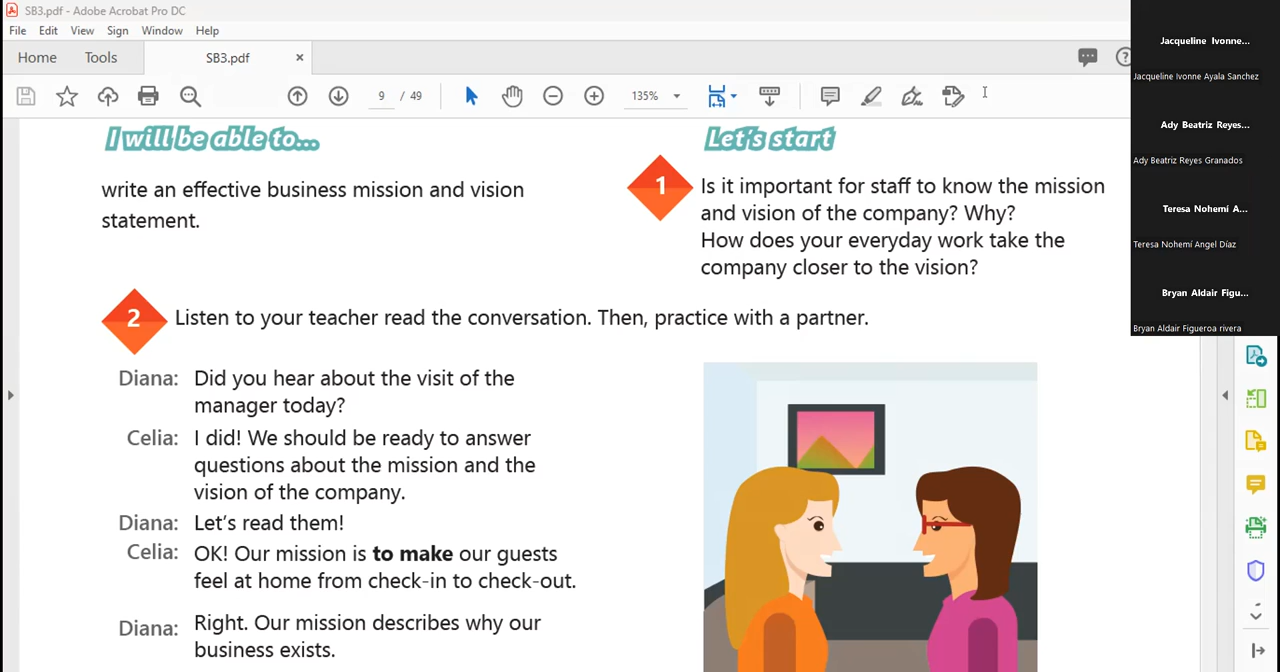 SB3.pdf - Adobe Acrobat Pro DC
File Edit View Sign Window Help
Home Tools SB3.pdf ×
9 / 49 135%
I will be able to...
write an effective business mission and vision
statement.
Let's start
1
Is it important for staff to know the mission
and vision of the company? Why?
How does your everyday work take the
company closer to the vision?
2
Listen to your teacher read the conversation. Then, practice with a partner.
Diana: Did you hear about the visit of the
manager today?
Celia: I did! We should be ready to answer
questions about the mission and the
vision of the company.
Diana: Let's read them!
Celia: OK! Our mission is to make our guests
feel at home from check-in to check-out.
Diana: Right. Our mission describes why our
business exists.
Jacqueline Ivonne...
Jacqueline Ivonne Ayala Sanchez
Ady Beatriz Reyes...
Ady Beatriz Reyes Granados
Teresa Nohemí A...
Teresa Nohemí Angel Díaz
Bryan Aldair Figu...
Bryan Aldair Figueroa rivera